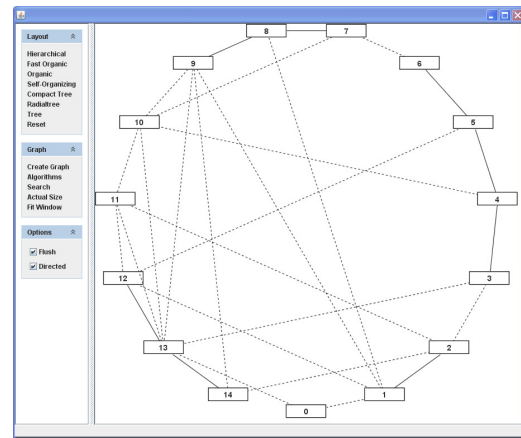 Layout
Hierarchical
Fast Organic
Organic
Self-Organizing
Compact Tree
Radialtree
Tree
Reset
Graph
Create Graph
Algorithms
Search
Actual Size
Fit Window
Options
Flush
Directed
8
7
9
6
10
5
11
4
12
3
13
2
14
1
0